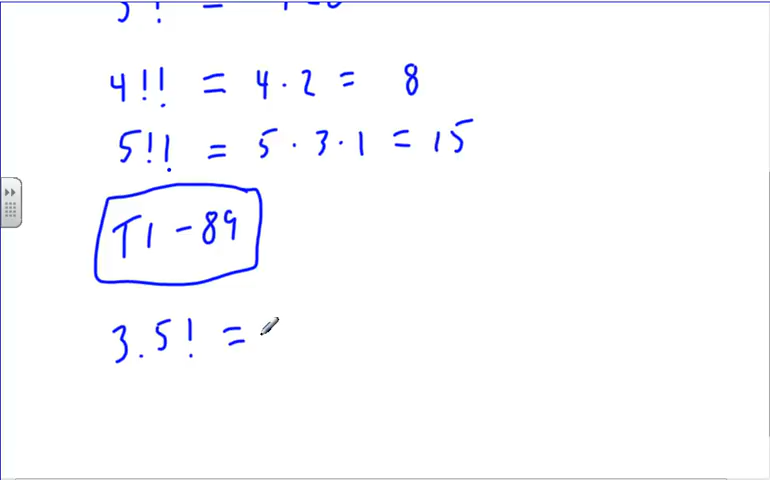 4!! = 4 · 2 = 8
5!! = 5 · 3 · 1 = 15
TI - 89
3.5! =